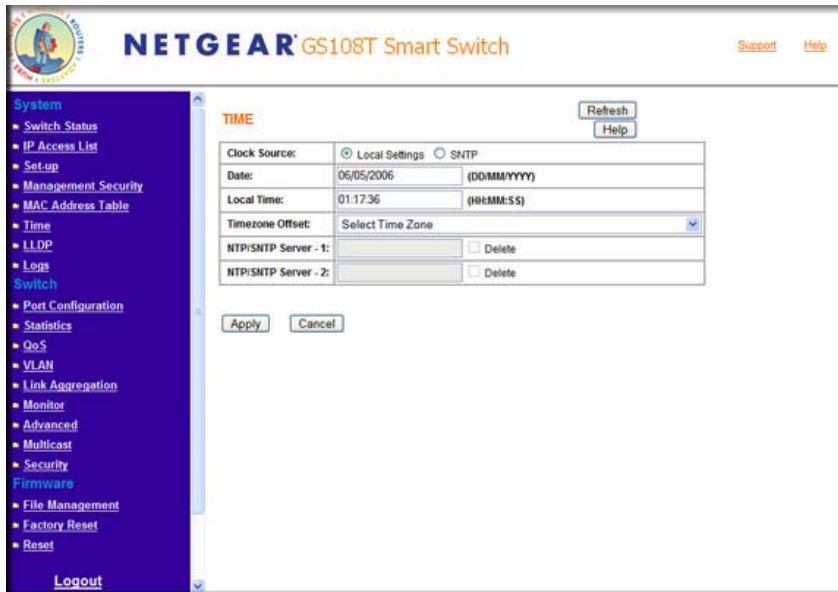 NETGEAR GS108T Smart Switch
Support Help
System
Switch Status
IP Access List
Set-up
Management Security
MAC Address Table
Time
LLDP
Logs
Switch
Port Configuration
Statistics
QoS
VLAN
Link Aggregation
Monitor
Advanced
Multicast
Security
Firmware
File Management
Factory Reset
Reset
Logout
TIME
Refresh
Help
Clock Source: Local Settings SNTP
Date: 06/05/2006 (DD/MM/YYYY)
Local Time: 01:17:36 (HH:MM:SS)
Timezone Offset: Select Time Zone
NTP/SNTP Server - 1: Delete
NTP/SNTP Server - 2: Delete
Apply Cancel